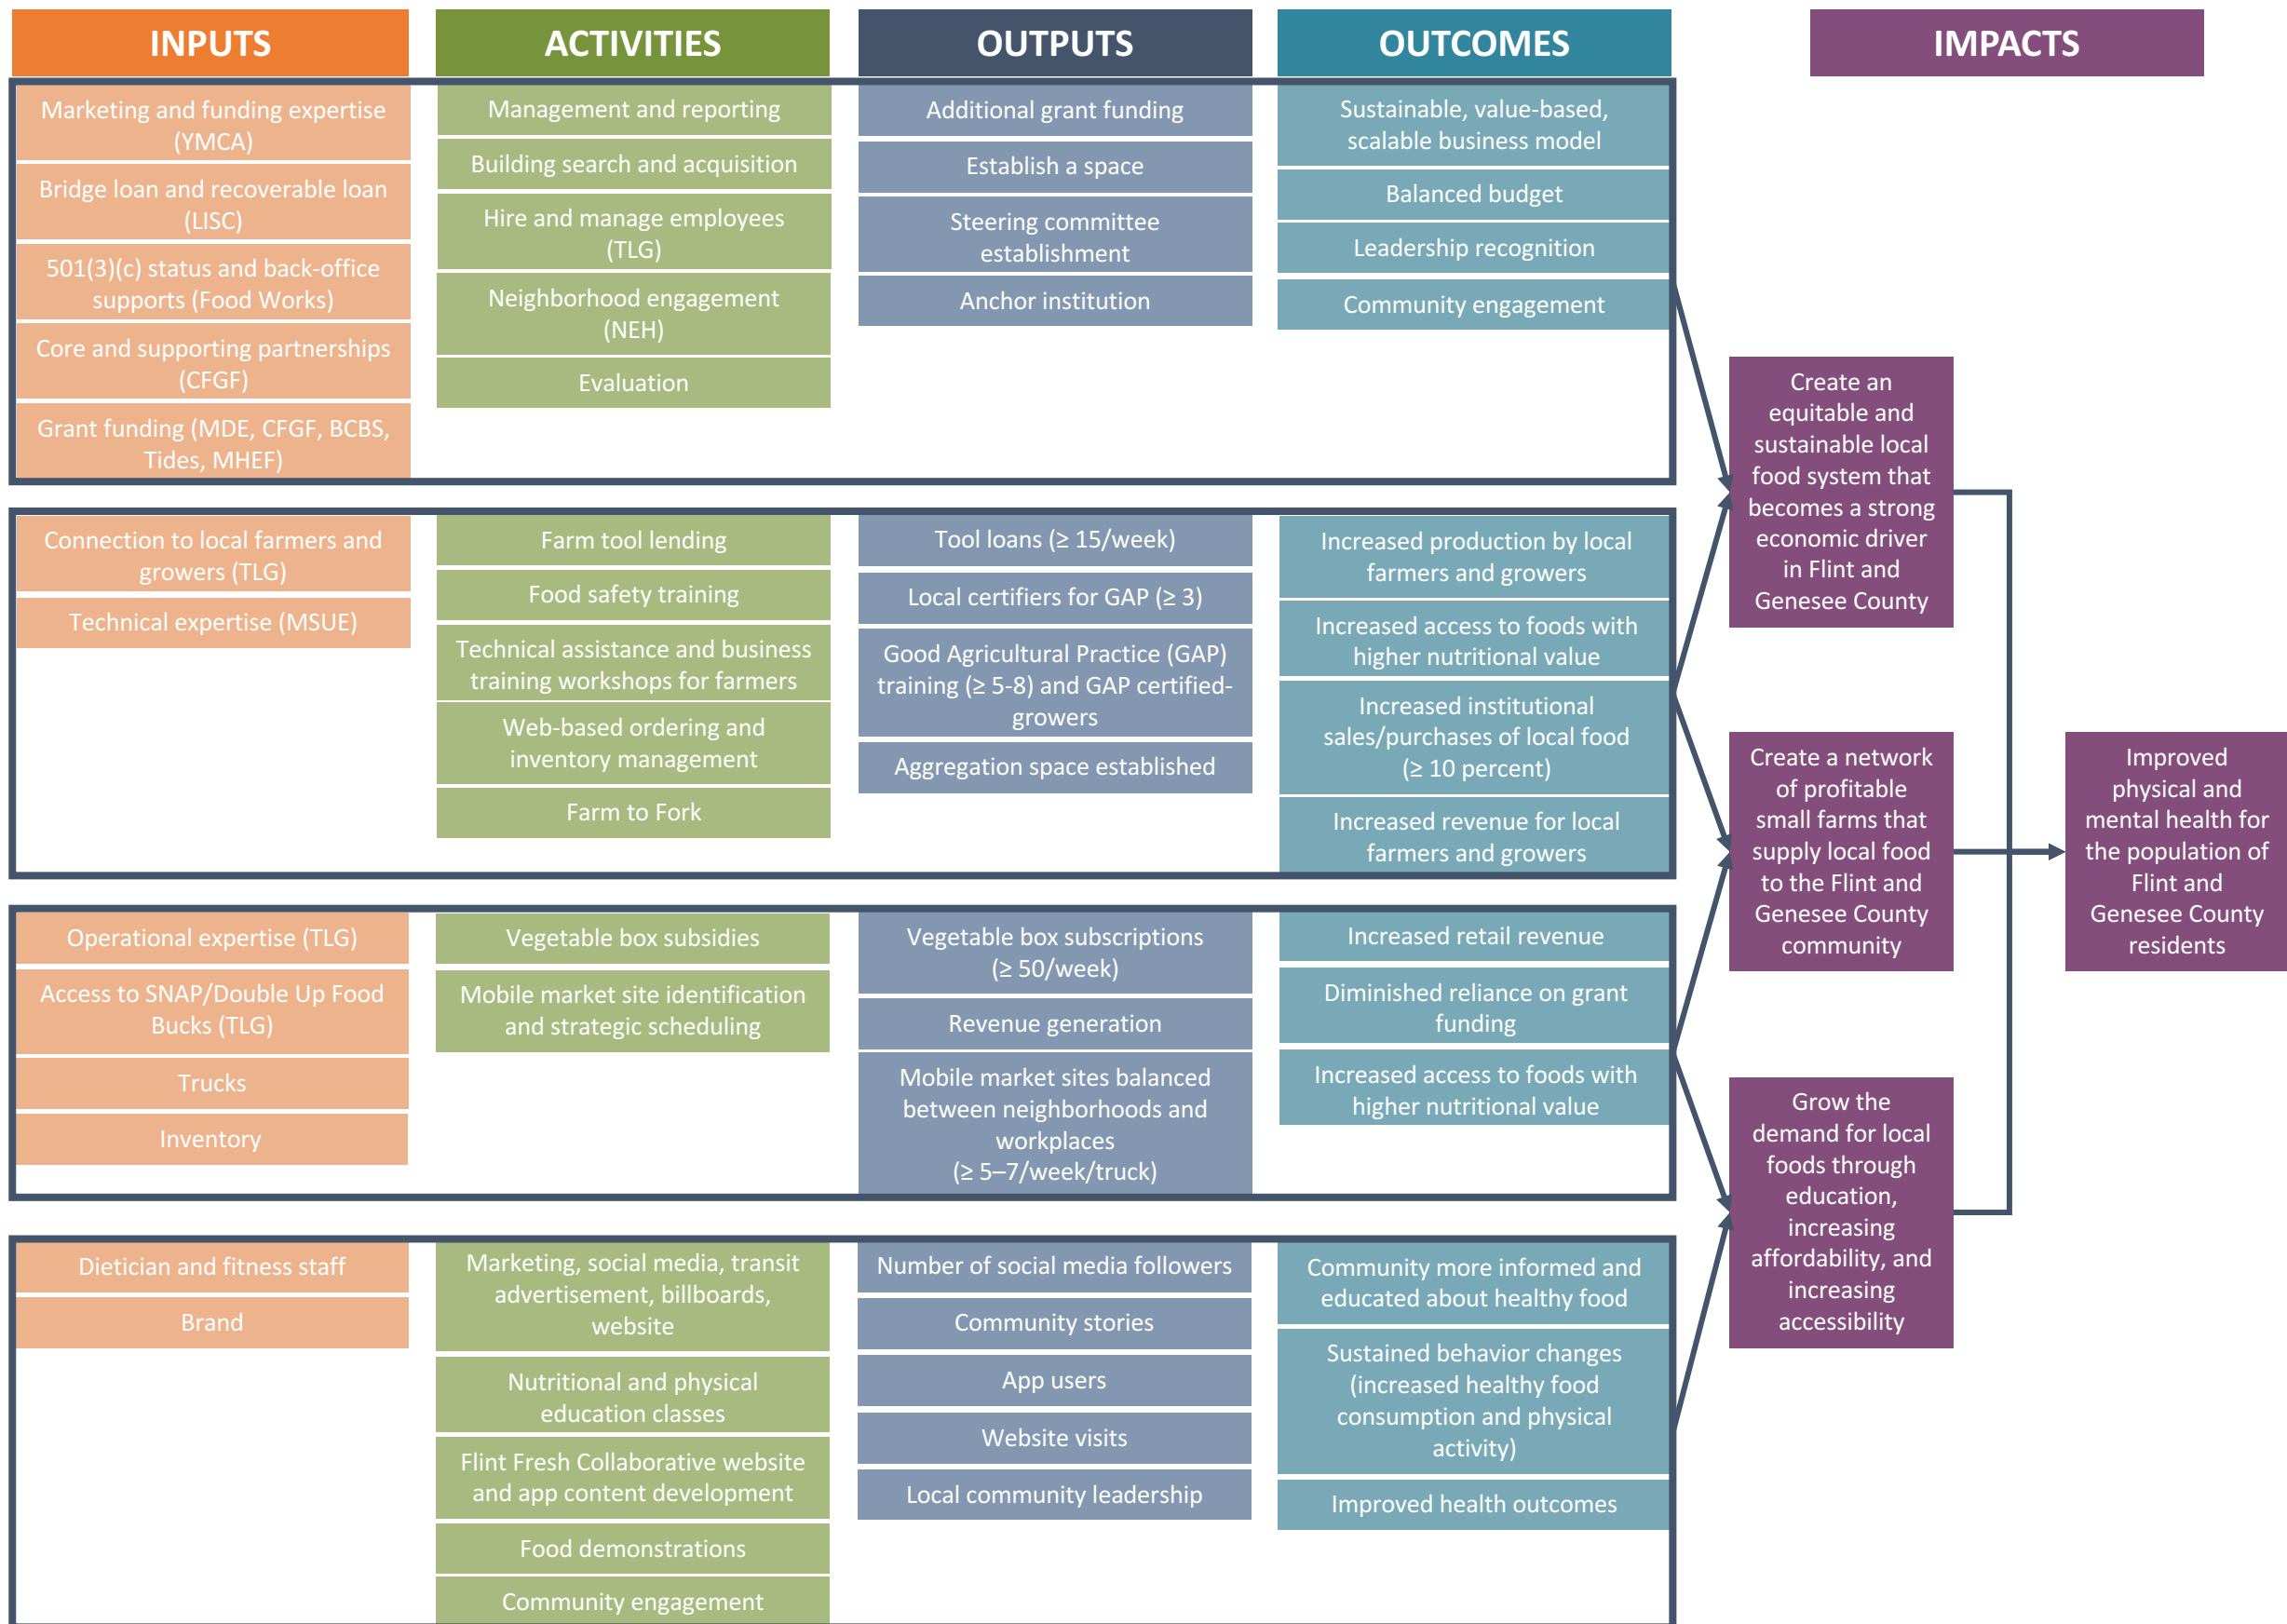 INPUTS
ACTIVITIES
OUTPUTS
OUTCOMES
IMPACTS
Marketing and funding expertise
(YMCA)
Bridge loan and recoverable loan
(LISC)
501(3)(c) status and back-office
supports (Food Works)
Core and supporting partnerships
(CFGF)
Grant funding (MDE, CFGF, BCBS,
Tides, MHEF)
Management and reporting
Building search and acquisition
Hire and manage employees
(TLG)
Neighborhood engagement
(NEH)
Evaluation
Additional grant funding
Establish a space
Steering committee
establishment
Anchor institution
Sustainable, value-based,
scalable business model
Balanced budget
Leadership recognition
Community engagement
Connection to local farmers and
growers (TLG)
Technical expertise (MSUE)
Farm tool lending
Food safety training
Technical assistance and business
training workshops for farmers
Web-based ordering and
inventory management
Farm to Fork
Tool loans (≥ 15/week)
Local certifiers for GAP (≥ 3)
Good Agricultural Practice (GAP)
training (≥ 5-8) and GAP certified-
growers
Aggregation space established
Increased production by local
farmers and growers
Increased access to foods with
higher nutritional value
Increased institutional
sales/purchases of local food
(≥ 10 percent)
Increased revenue for local
farmers and growers
Operational expertise (TLG)
Access to SNAP/Double Up Food
Bucks (TLG)
Trucks
Inventory
Vegetable box subsidies
Mobile market site identification
and strategic scheduling
Vegetable box subscriptions
(≥ 50/week)
Revenue generation
Mobile market sites balanced
between neighborhoods and
workplaces
(≥ 5–7/week/truck)
Increased retail revenue
Diminished reliance on grant
funding
Increased access to foods with
higher nutritional value
Dietician and fitness staff
Brand
Marketing, social media, transit
advertisement, billboards,
website
Nutritional and physical
education classes
Flint Fresh Collaborative website
and app content development
Food demonstrations
Community engagement
Number of social media followers
Community stories
App users
Website visits
Local community leadership
Community more informed and
educated about healthy food
Sustained behavior changes
(increased healthy food
consumption and physical
activity)
Improved health outcomes
Create an
equitable and
sustainable local
food system that
becomes a strong
economic driver
in Flint and
Genesee County
Create a network
of profitable
small farms that
supply local food
to the Flint and
Genesee County
community
Grow the
demand for local
foods through
education,
increasing
affordability, and
increasing
accessibility
Improved
physical and
mental health for
the population of
Flint and
Genesee County
residents